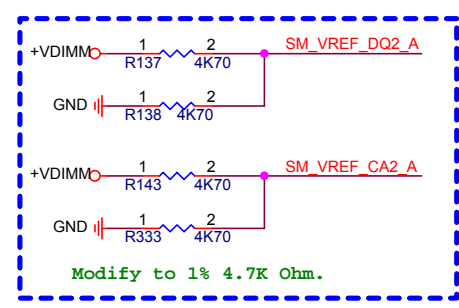 +VDIMM 1 2 SM_VREF_DQ2_A
R137 4K70
GND 1 2
R138 4K70
+VDIMM 1 2 SM_VREF_CA2_A
R143 4K70
GND 1 2
R333 4K70
Modify to 1% 4.7K Ohm.